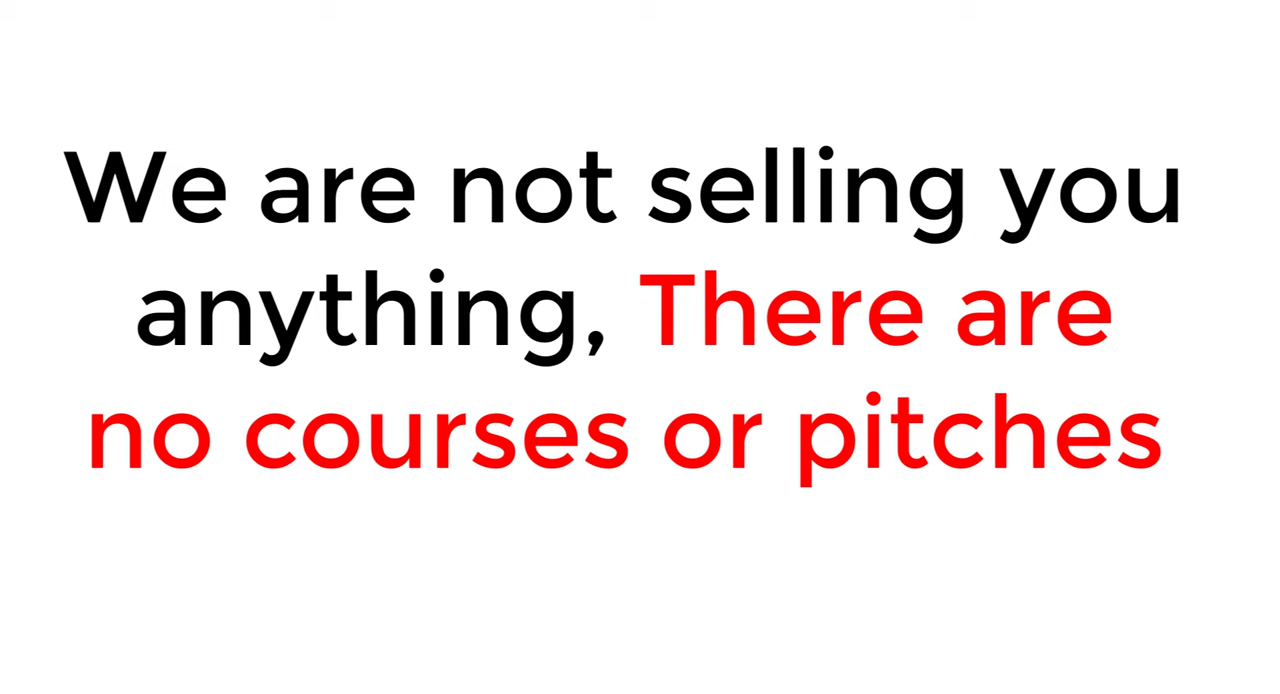 We are not selling you
anything, There are
no courses or pitches